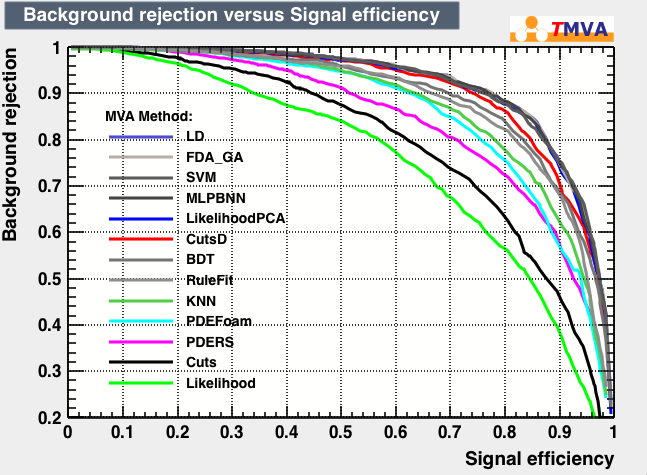 Background rejection versus Signal efficiency
TMVA
Background rejection
1
0.9
0.8
0.7
0.6
0.5
0.4
0.3
0.2
MVA Method:
LD
FDA_GA
SVM
MLPBNN
LikelihoodPCA
CutsD
BDT
RuleFit
KNN
PDEFoam
PDERS
Cuts
Likelihood
0 0.1 0.2 0.3 0.4 0.5 0.6 0.7 0.8 0.9 1
Signal efficiency